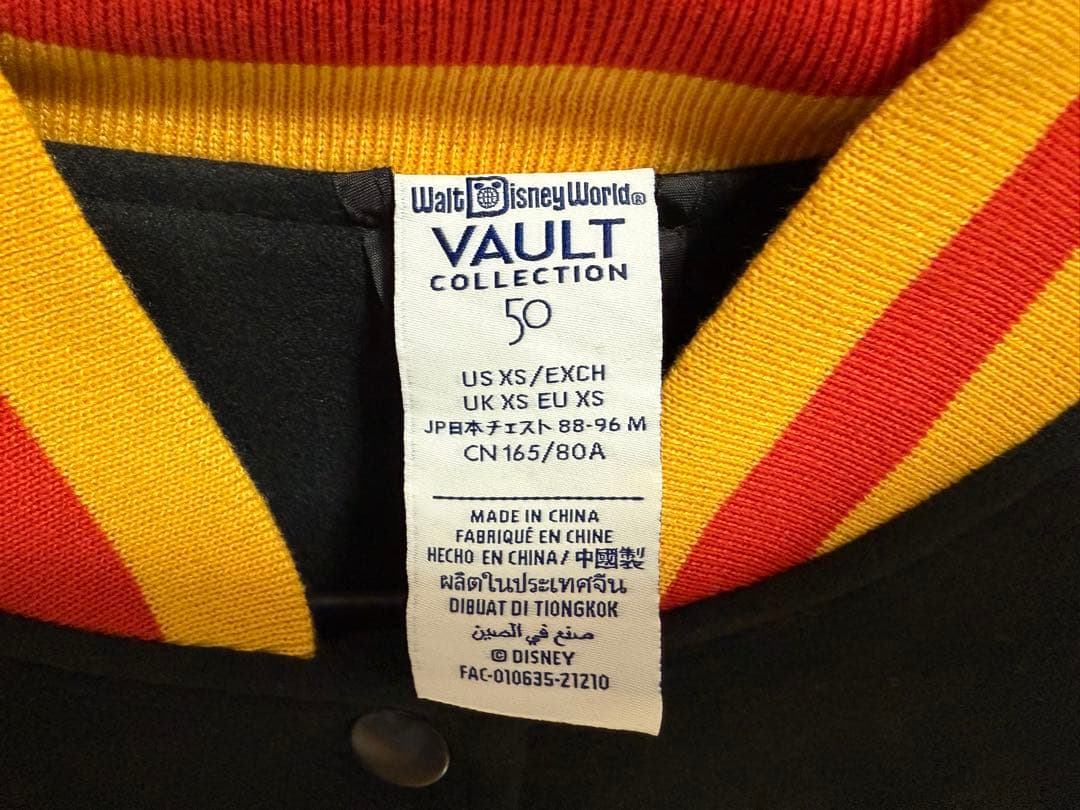 Walt Disney World®
VAULT
COLLECTION
50
US XS/EXCH
UK XS EU XS
JP日本チェスト 88-96 M
CN 165/80A
MADE IN CHINA
FABRIQUÉ EN CHINE
HECHO EN CHINA/ 中國製
ผลิตในประเทศจีน
DIBUAT DI TIONGKOK
صنع في الصين
© DISNEY
FAC-010635-21210